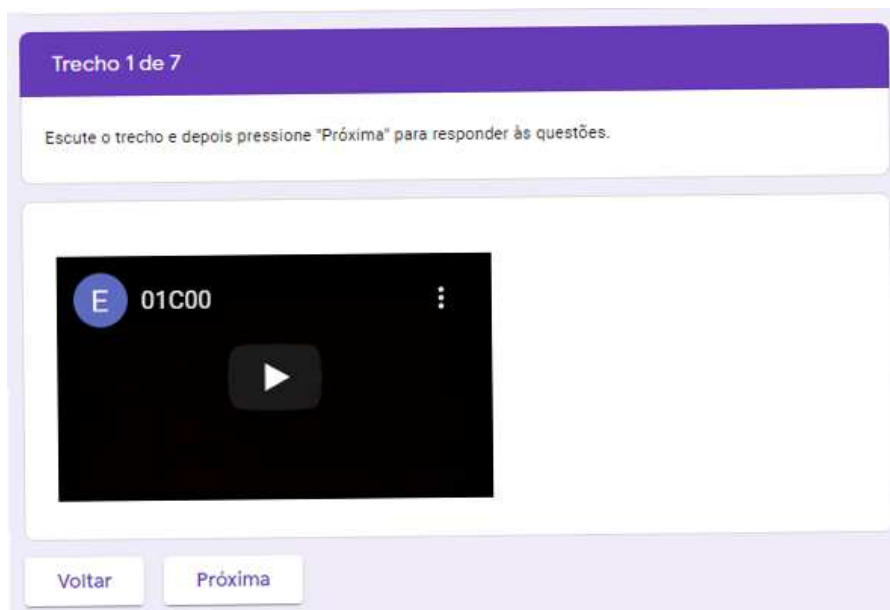 Trecho 1 de 7
Escute o trecho e depois pressione "Próxima" para responder às questões.
E 01C00
Voltar Próxima